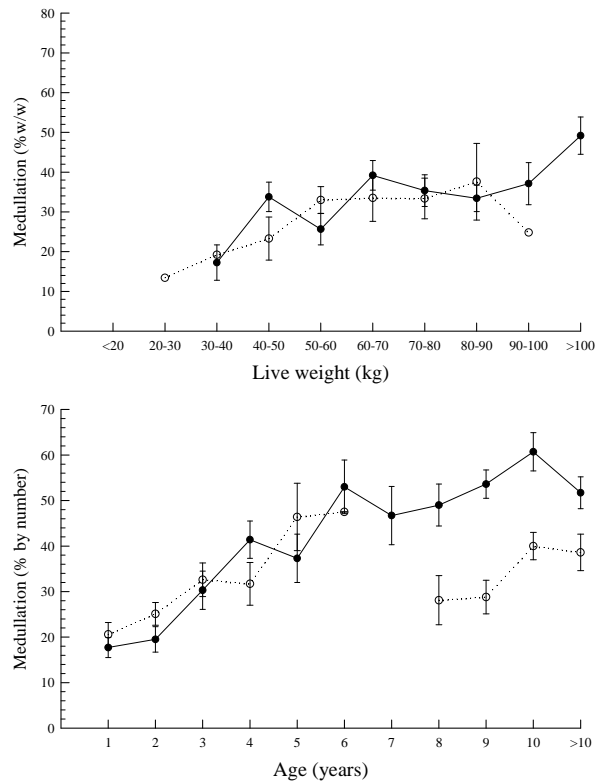 80
70
60
50
40
30
20
10
0
Medullation (%w/w)
<20 20-30 30-40 40-50 50-60 60-70 70-80 80-90 90-100 >100
Live weight (kg)
70
60
50
40
30
20
10
0
Medullation (% by number)
1 2 3 4 5 6 7 8 9 10 >10
Age (years)